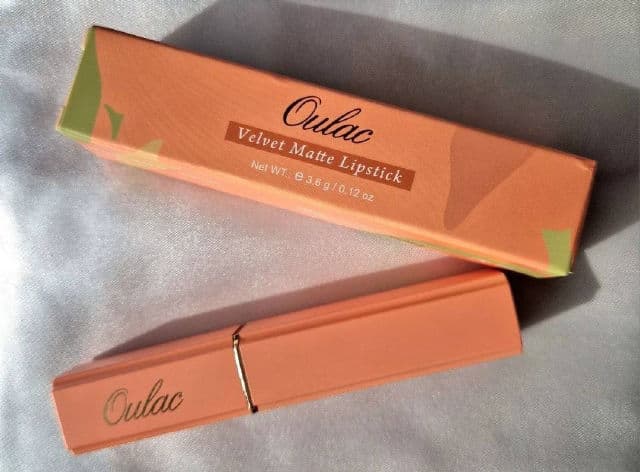 Oulac
Velvet Matte Lipstick
Net WT. ℮ 3.6 g / 0.12 oz
Oulac